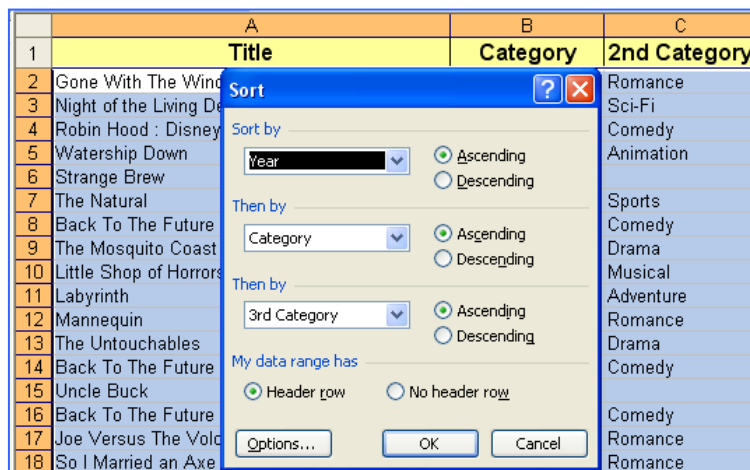 A B C
1 Title Category 2nd Category
2 Gone With The Wind Romance
3 Night of the Living Sci-Fi
4 Robin Hood : Disney Comedy
5 Watership Down Animation
6 Strange Brew
7 The Natural Sports
8 Back To The Future Comedy
9 The Mosquito Coast Drama
10 Little Shop of Horrors Musical
11 Labyrinth Adventure
12 Mannequin Romance
13 The Untouchables Drama
14 Back To The Future Comedy
15 Uncle Buck
16 Back To The Future Comedy
17 Joe Versus The Romance
18 So I Married an Axe Romance
Sort
Sort by
Year Ascending
Descending
Then by
Category Ascending
Descending
Then by
3rd Category Ascending
Descending
My data range has
Header row No header row
Options... OK Cancel